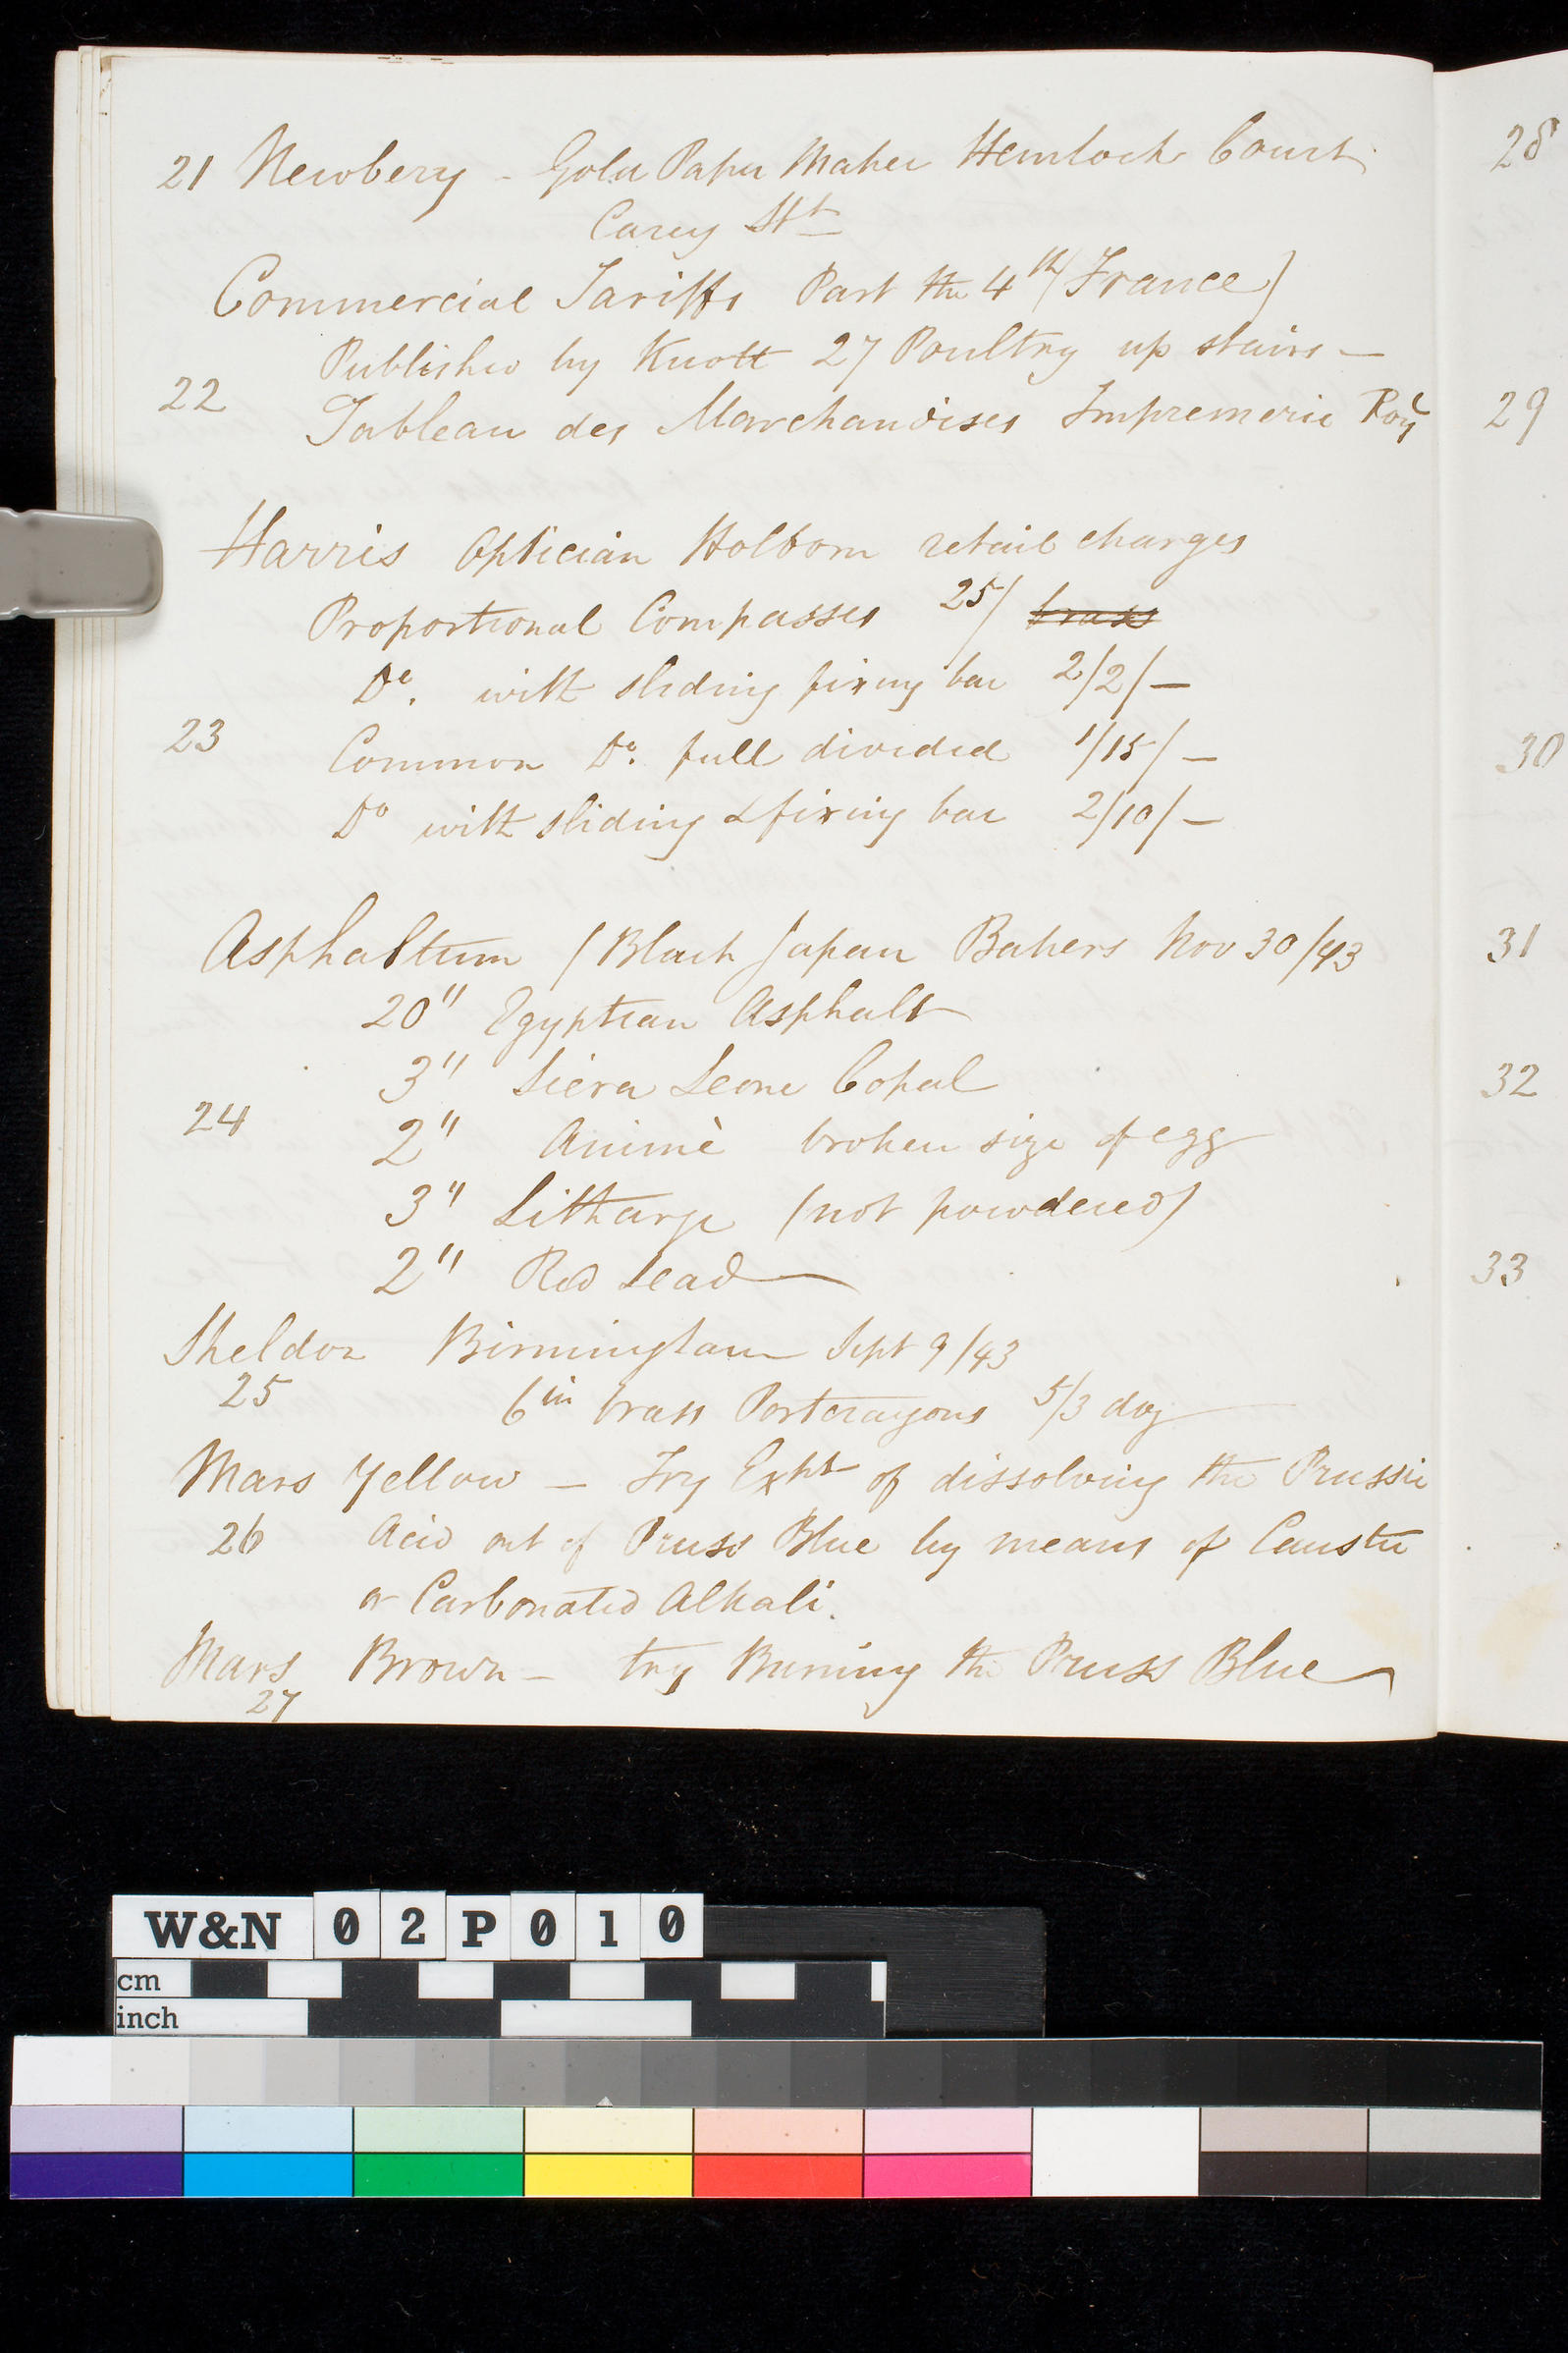 21 Newbery - Gold Paper Maker Hemlock Court
Carey Stt
Commercial Tariffs Part the 4th (France)
Published by Knott 27 Poultry up stairs —
22 Tableau des Marchandises Impremerie Royl
Harris Optician Holborn retail charges
Proportional Compasses 25/ brass
Do. with sliding fixing bar 2/2/—
23 Common Do. full divided 1/15/—
Do with sliding & fixing bar 2/10/—
Asphaltum (Black Japan Bakers Nov 30/43
20" Egyptian Asphalt
3" Siera Leone Copal
24 2" Animè broken size of egg
3" Litharge (not powdered)
2" Red Lead
Sheldon Birmingham Sept 9/43
25 6in brass Portcrayons 5/3 doz
Mars Yellow — Try Expt of dissolving the Prussic
26 Acid out of Pruss Blue by means of Caustic
or Carbonated Alkali.
Mars Brown — try Burning the Pruss Blue
27
28
29
30
31
32
33
W&N 02P010
cm
inch